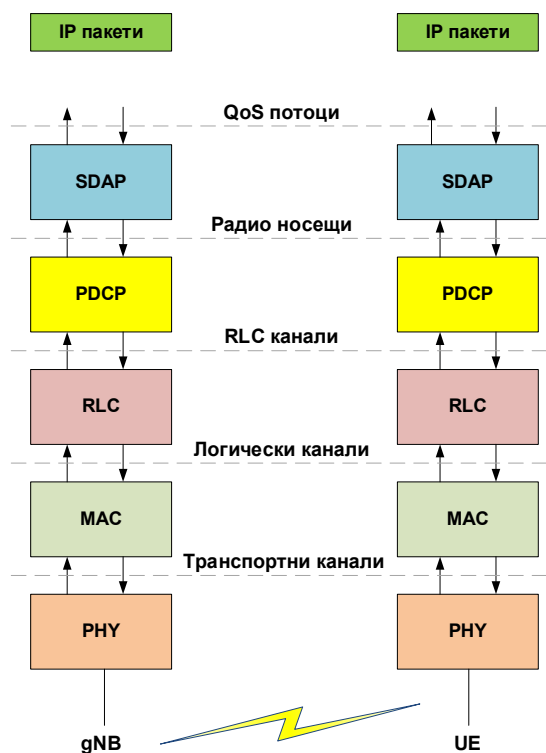 IP пакети IP пакети
QoS потоци
SDAP SDAP
Радио носещи
PDCP PDCP
RLC канали
RLC RLC
Логически канали
MAC MAC
Транспортни канали
PHY PHY
gNB UE